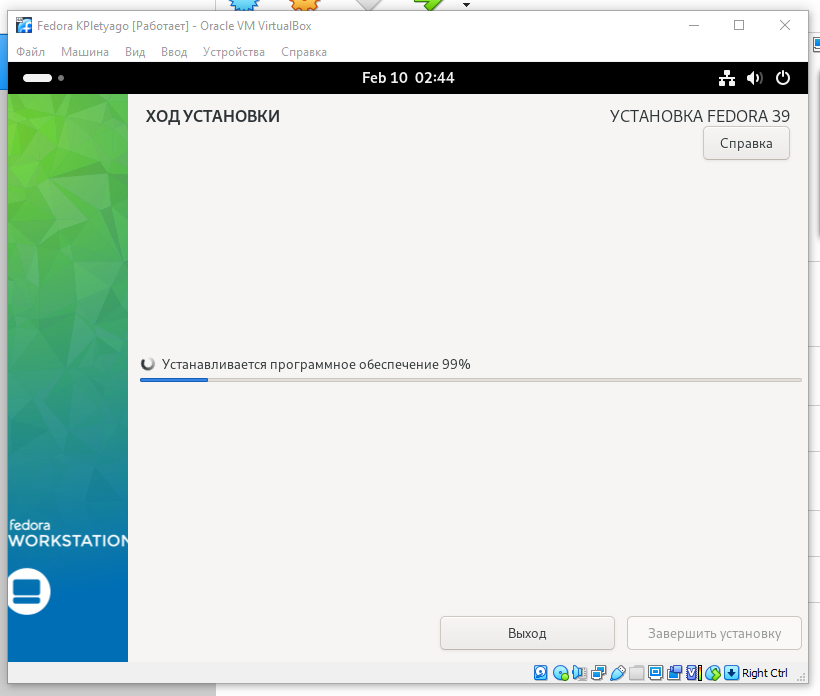 Fedora KPletyago [Работает] - Oracle VM VirtualBox
Файл Машина Вид Ввод Устройства Справка
Feb 10 02:44
ХОД УСТАНОВКИ
УСТАНОВКА FEDORA 39
Справка
Устанавливается программное обеспечение 99%
fedora
WORKSTATION
Выход
Завершить установку
Right Ctrl